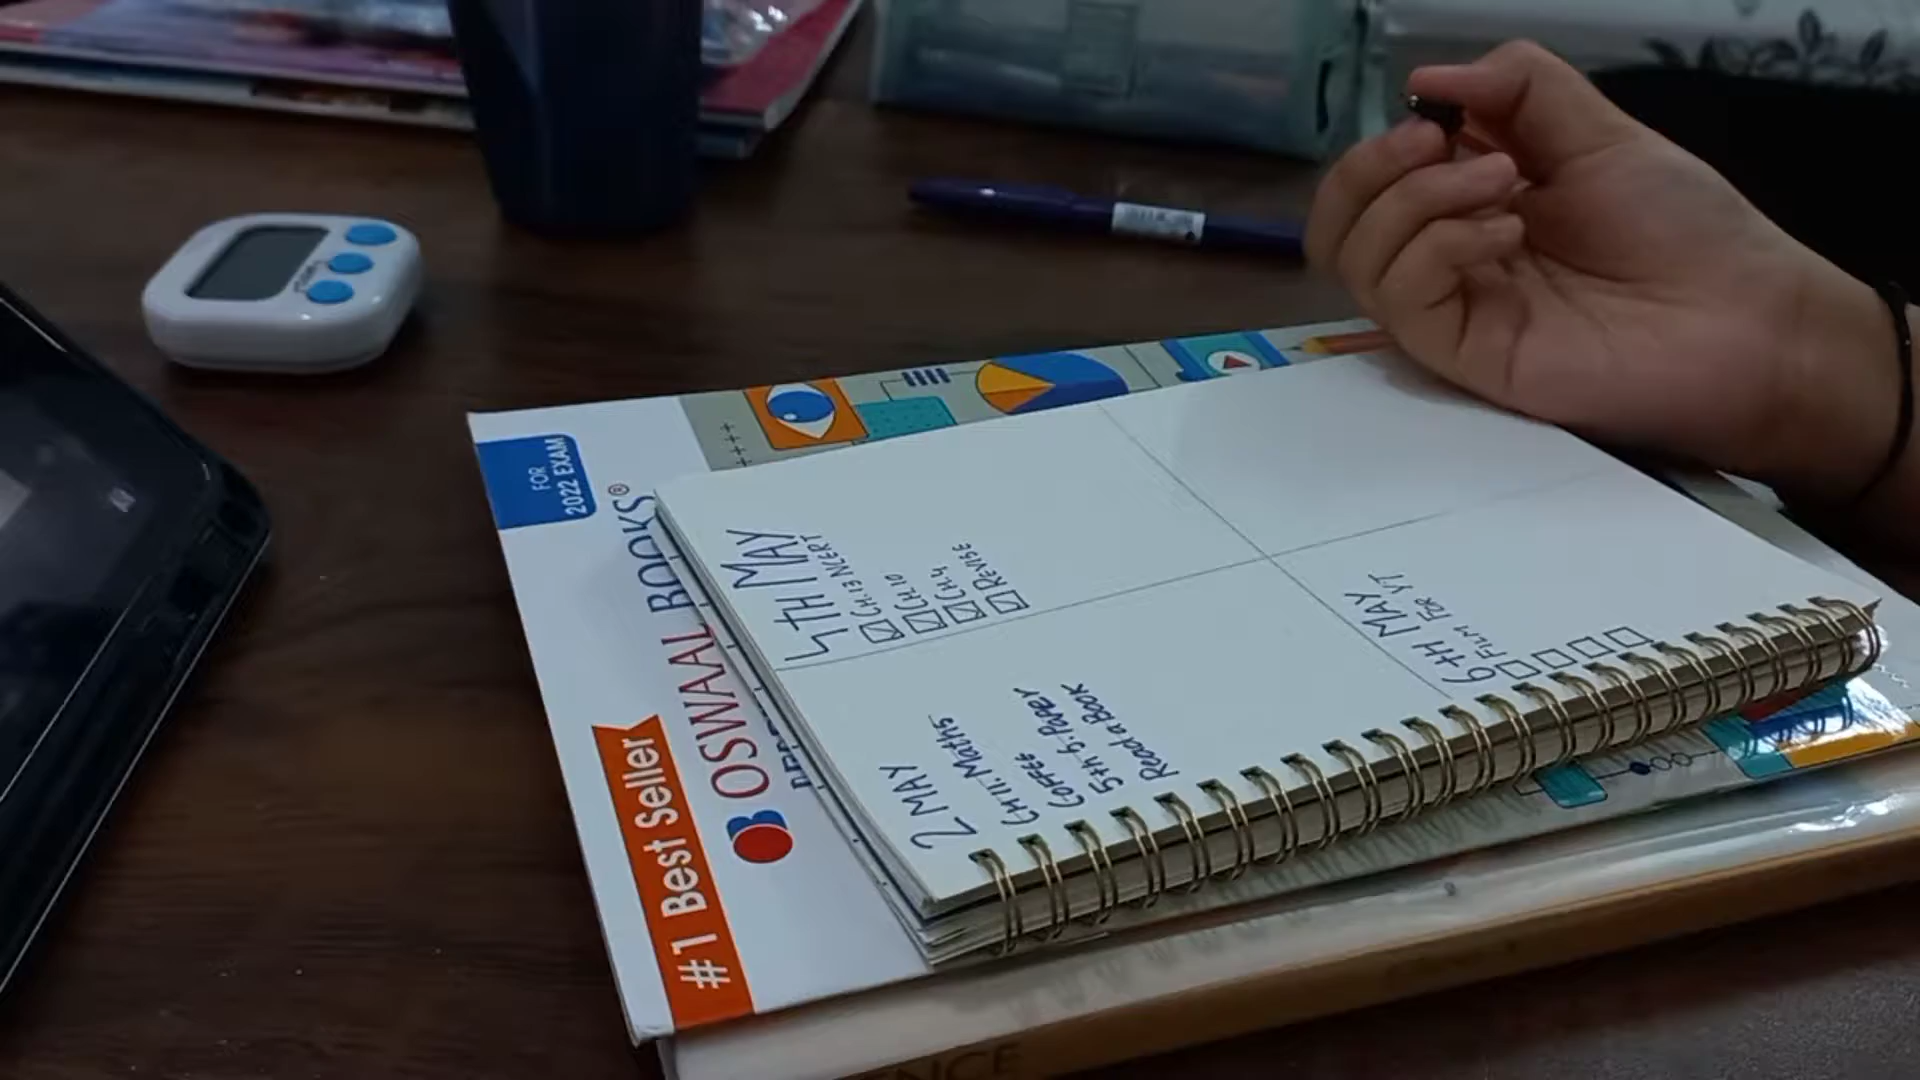 FOR
2022 EXAM
OSWAAL BOOKS®
#1 Best Seller
4TH MAY
CH.13 NCERT
CH.10
CH.4
REVISE
2 MAY
CH 11. Maths
COFFEE
5th S. Paper
Read a Book
6TH MAY
FILM FOR YT